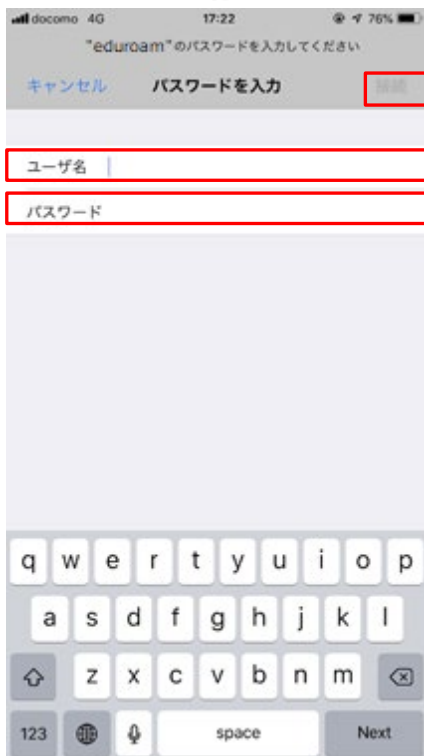 docomo 4G 17:22 76%
"eduroam"のパスワードを入力してください
キャンセル パスワードを入力 接続
ユーザ名
パスワード
q w e r t y u i o p
a s d f g h j k l
z x c v b n m
123 space Next